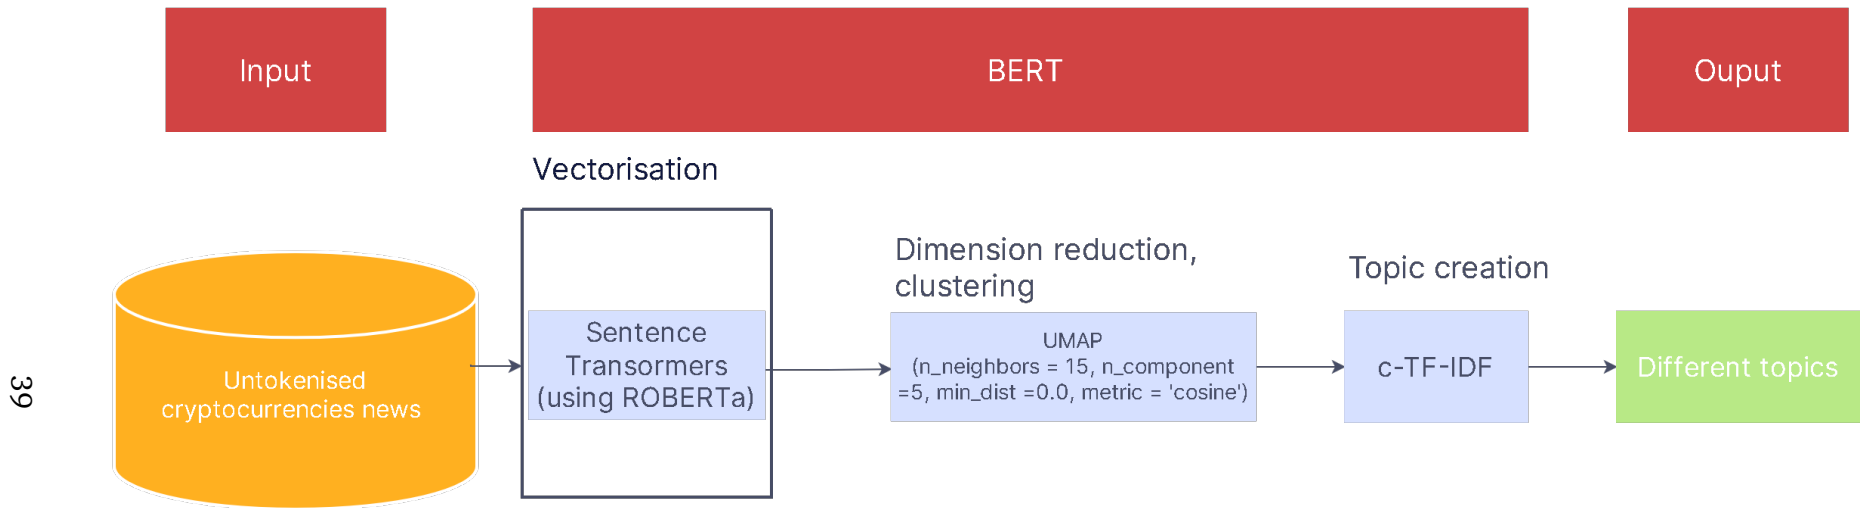 Input
BERT
Ouput
Vectorisation
Dimension reduction,
clustering
Topic creation
Untokenised
cryptocurrencies news
Sentence
Transormers
(using ROBERTa)
UMAP
(n_neighbors = 15, n_component
=5, min_dist =0.0, metric = 'cosine')
c-TF-IDF
Different topics
39